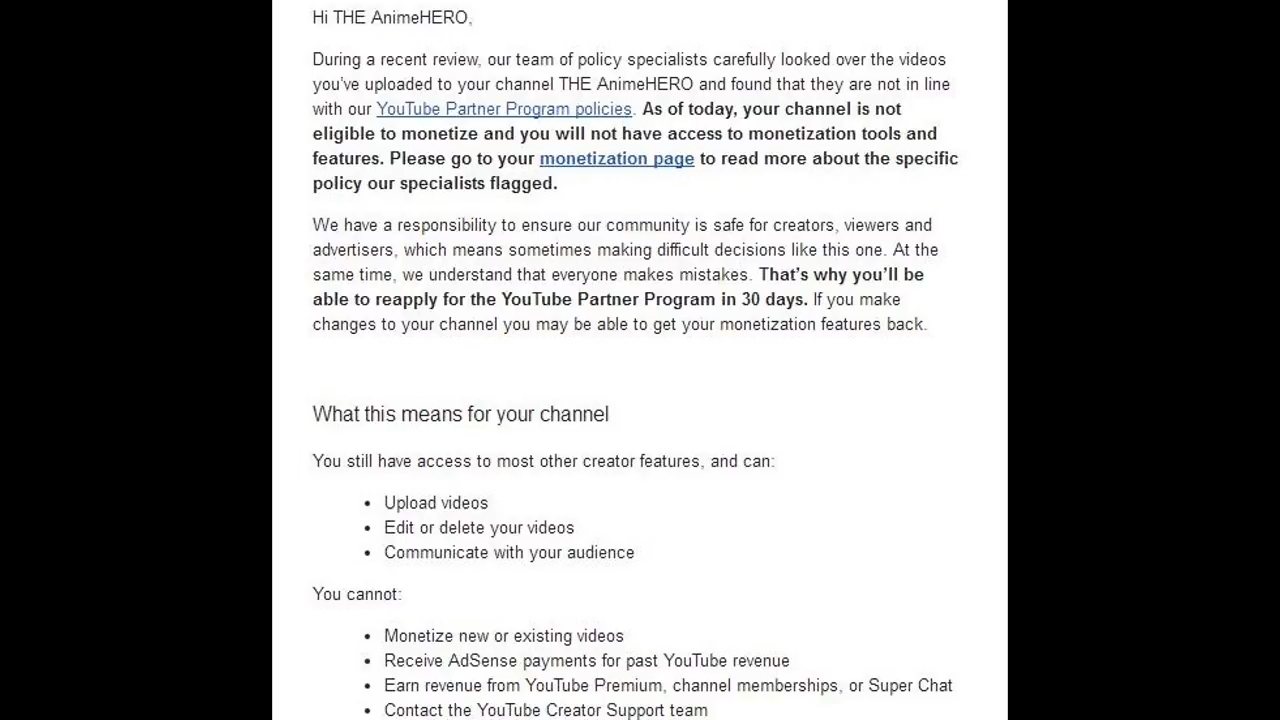 Hi THE AnimeHERO,
During a recent review, our team of policy specialists carefully looked over the videos
you've uploaded to your channel THE AnimeHERO and found that they are not in line
with our YouTube Partner Program policies. As of today, your channel is not
eligible to monetize and you will not have access to monetization tools and
features. Please go to your monetization page to read more about the specific
policy our specialists flagged.
We have a responsibility to ensure our community is safe for creators, viewers and
advertisers, which means sometimes making difficult decisions like this one. At the
same time, we understand that everyone makes mistakes. That's why you'll be
able to reapply for the YouTube Partner Program in 30 days. If you make
changes to your channel you may be able to get your monetization features back.
What this means for your channel
You still have access to most other creator features, and can:
• Upload videos
• Edit or delete your videos
• Communicate with your audience
You cannot:
• Monetize new or existing videos
• Receive AdSense payments for past YouTube revenue
• Earn revenue from YouTube Premium, channel memberships, or Super Chat
• Contact the YouTube Creator Support team